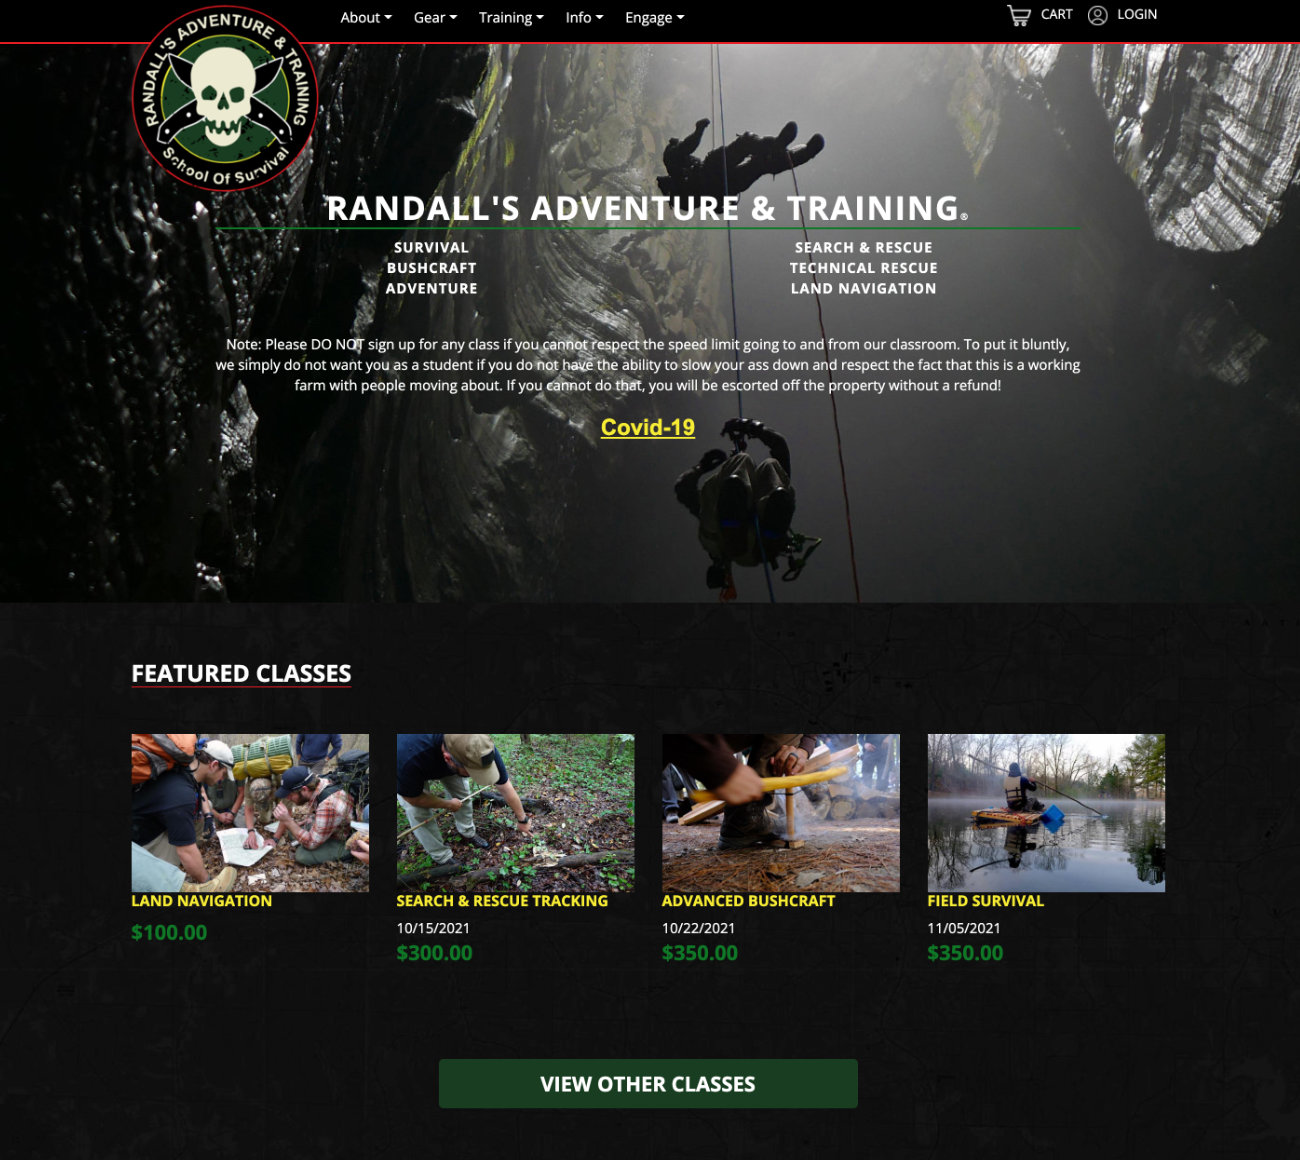 About Gear Training Info Engage CART LOGIN
RANDALL'S ADVENTURE & TRAINING
School Of Survival
RANDALL'S ADVENTURE & TRAINING®
SURVIVAL
BUSHCRAFT
ADVENTURE
SEARCH & RESCUE
TECHNICAL RESCUE
LAND NAVIGATION
Note: Please DO NOT sign up for any class if you cannot respect the speed limit going to and from our classroom. To put it bluntly,
we simply do not want you as a student if you do not have the ability to slow your ass down and respect the fact that this is a working
farm with people moving about. If you cannot do that, you will be escorted off the property without a refund!
Covid-19
FEATURED CLASSES
LAND NAVIGATION
$100.00
SEARCH & RESCUE TRACKING
10/15/2021
$300.00
ADVANCED BUSHCRAFT
10/22/2021
$350.00
FIELD SURVIVAL
11/05/2021
$350.00
VIEW OTHER CLASSES